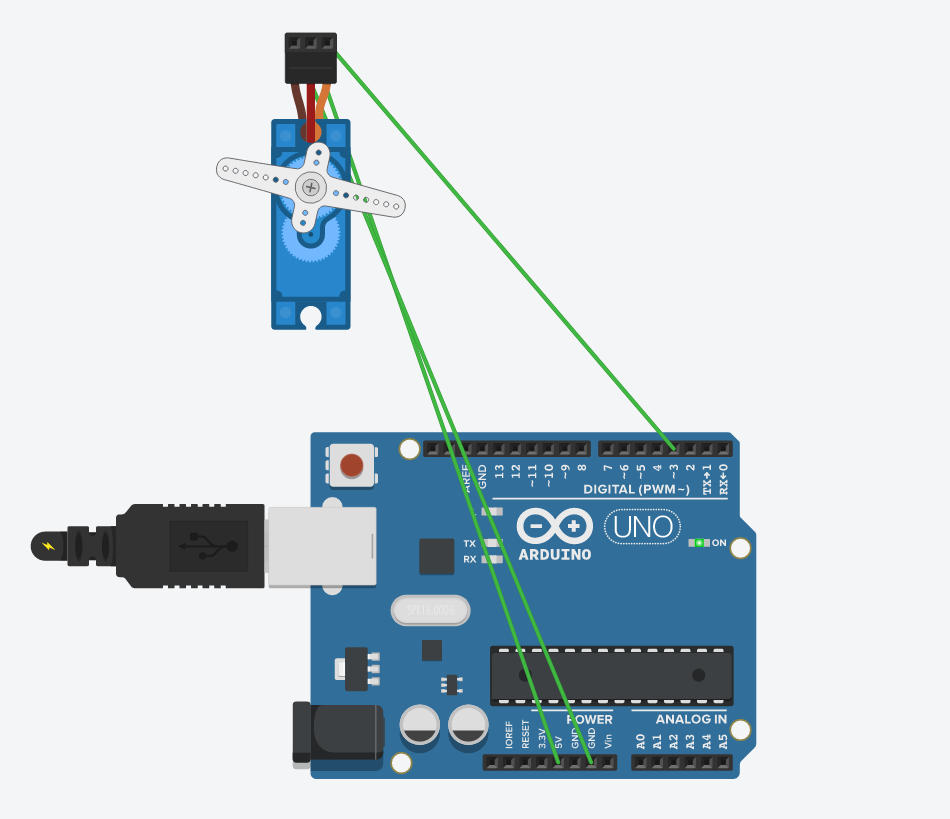 AREF
GND
13
12
~11
~10
~9
8
7
~6
~5
4
~3
2
TX→1
RX←0
DIGITAL (PWM~)
L
TX
RX
UNO
ARDUINO
ON
IOREF
RESET
3.3V
5V
GND
GND
Vin
POWER
ANALOG IN
A0
A1
A2
A3
A4
A5